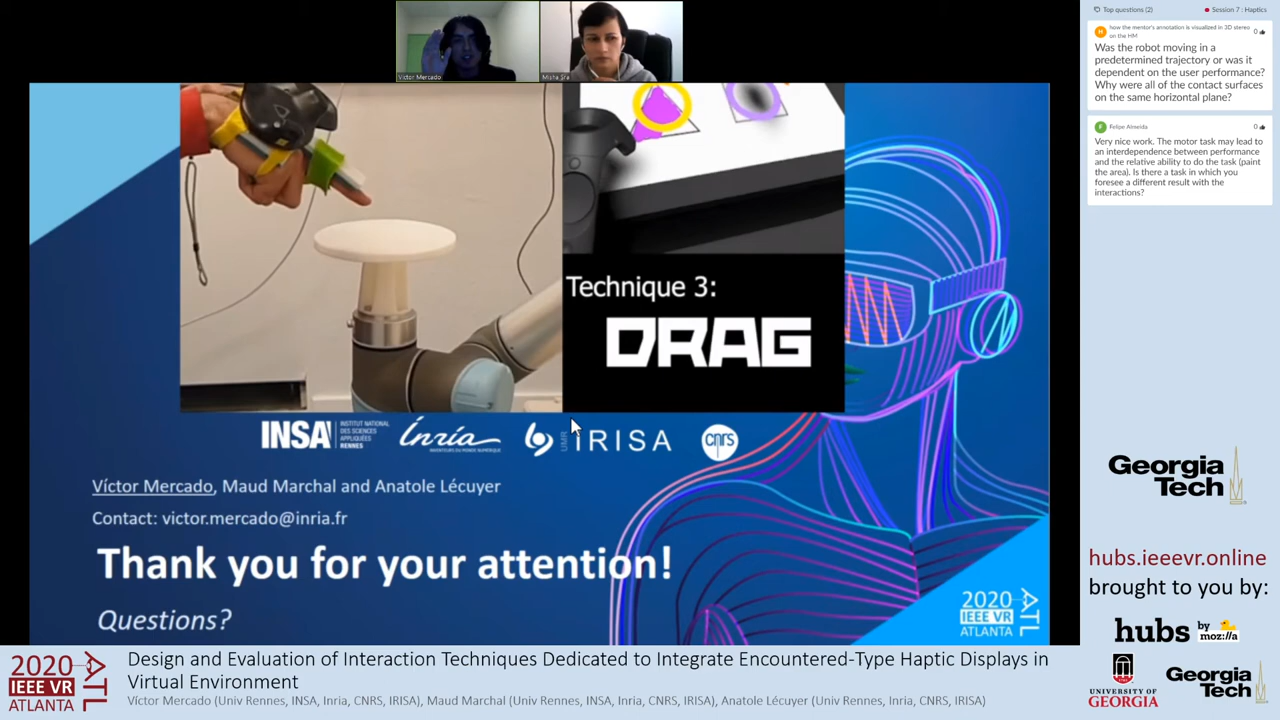 Victor Mercado
Misha Sra
Technique 3:
DRAG
INSA
INSTITUT NATIONAL
DES SCIENCES
APPLIQUÉES
RENNES
Inria
INVENTEURS DU MONDE NUMÉRIQUE
UMR
IRISA
cnrs
Víctor Mercado, Maud Marchal and Anatole Lécuyer
Contact: victor.mercado@inria.fr
Thank you for your attention!
Questions?
2020
IEEE VR
ATLANTA
ATL
Top questions (2)
Session 7 : Haptics
H
how the mentor's annotation is visualized in 3D stereo
on the HM
0
Was the robot moving in a
predetermined trajectory or was it
dependent on the user performance?
Why were all of the contact surfaces
on the same horizontal plane?
F
Felipe Almeida
0
Very nice work. The motor task may lead to
an interdependence between performance
and the relative ability to do the task (paint
the area). Is there a task in which you
foresee a different result with the
interactions?
Georgia
Tech
hubs.ieeevr.online
brought to you by:
hubs by
moz://a
UNIVERSITY OF
GEORGIA
Georgia
Tech
2020
IEEE VR
ATLANTA
ATL
Design and Evaluation of Interaction Techniques Dedicated to Integrate Encountered-Type Haptic Displays in
Virtual Environment
Víctor Mercado (Univ Rennes, INSA, Inria, CNRS, IRISA), Maud Marchal (Univ Rennes, INSA, Inria, CNRS, IRISA), Anatole Lécuyer (Univ Rennes, Inria, CNRS, IRISA)